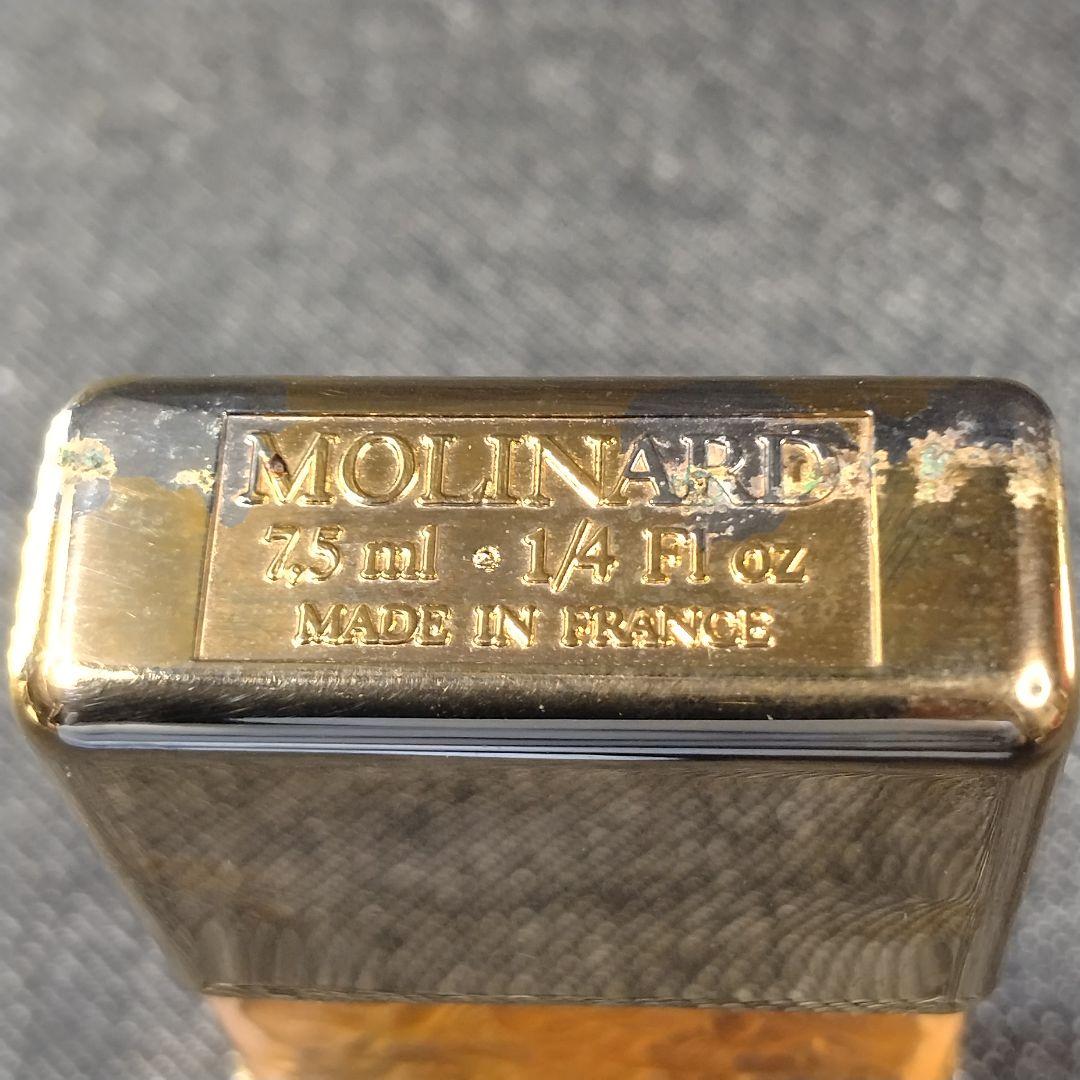 MOLINARD
7,5 ml · 1/4 Fl oz
MADE IN FRANCE